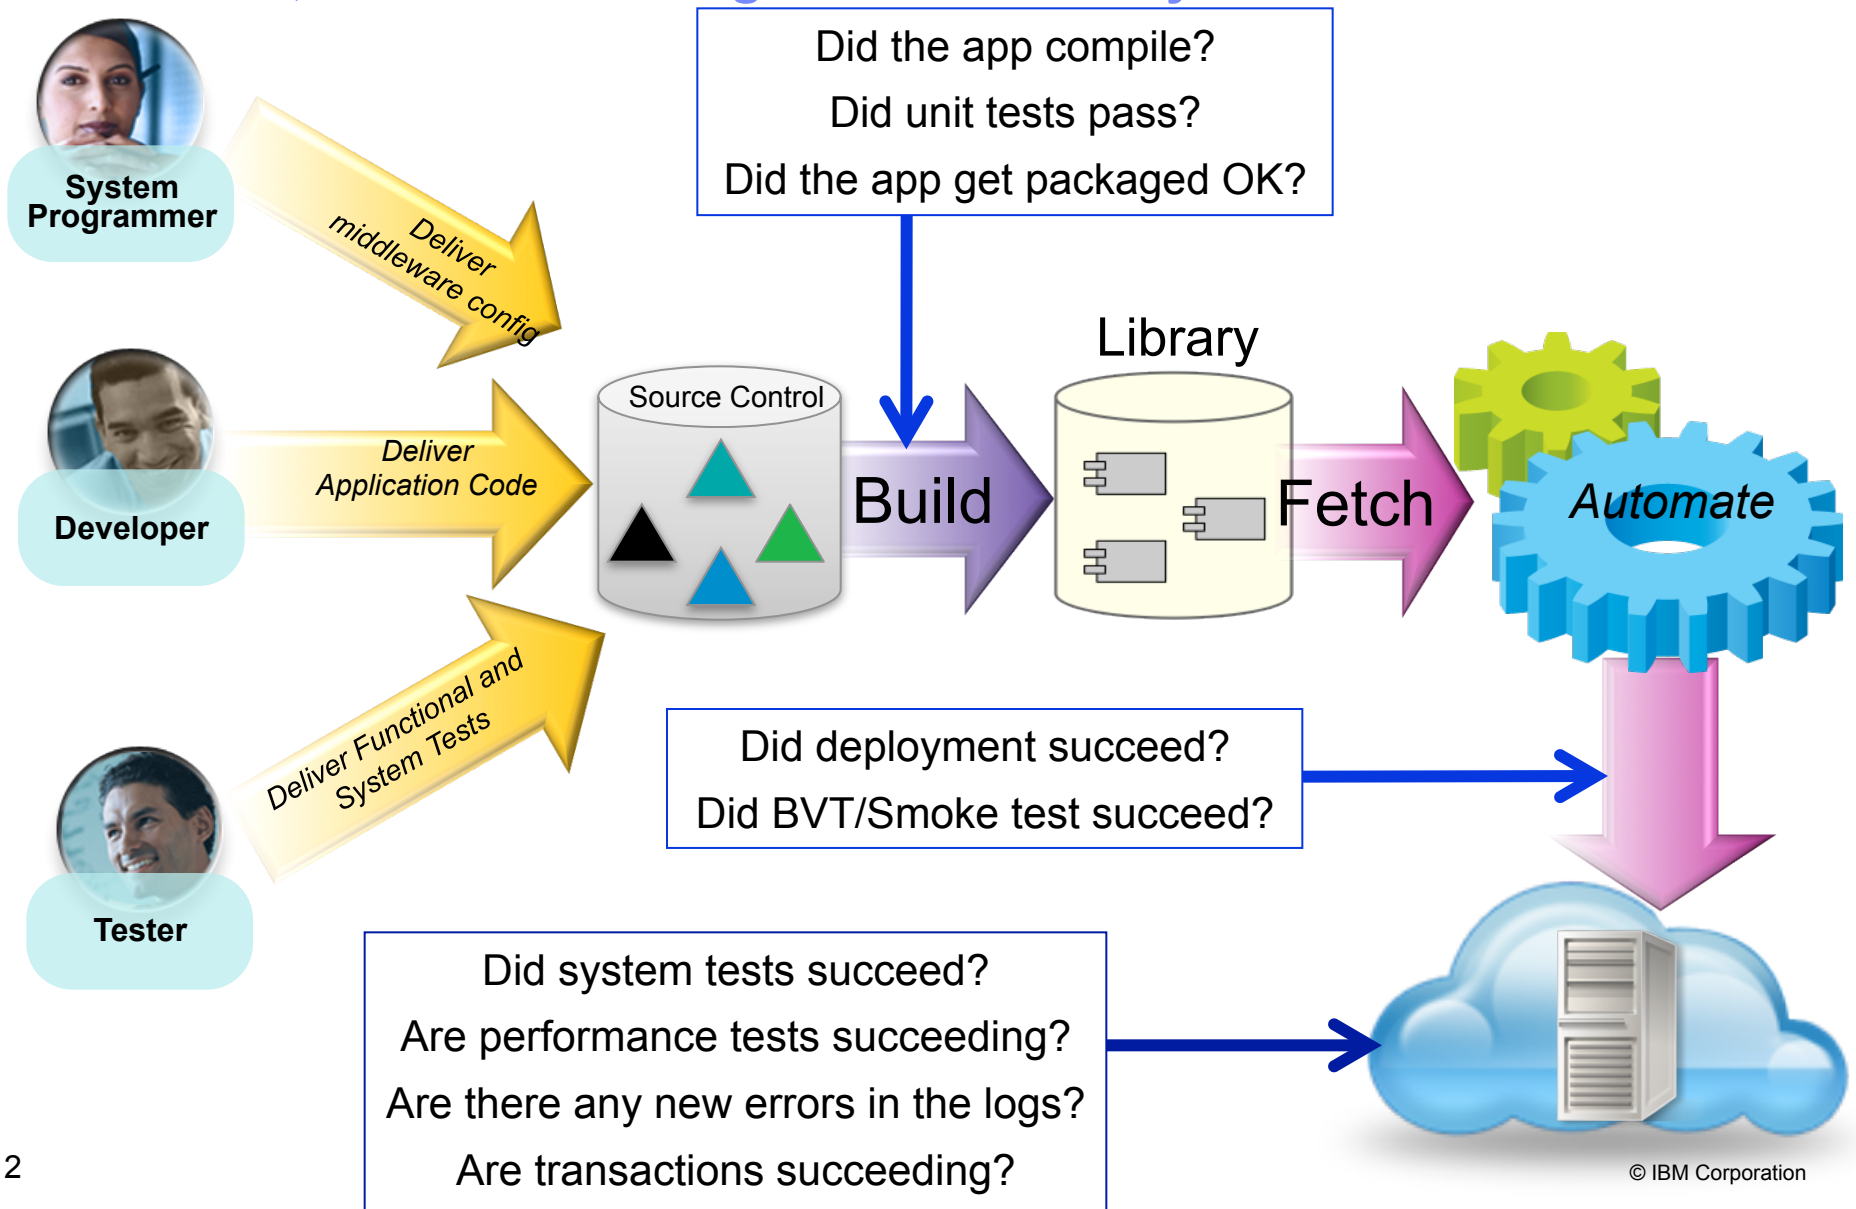 Did the app compile?
Did unit tests pass?
Did the app get packaged OK?
System
Programmer
Deliver
middleware config
Developer
Deliver
Application Code
Tester
Deliver Functional and
System Tests
Source Control
Build
Library
Fetch
Automate
Did deployment succeed?
Did BVT/Smoke test succeed?
Did system tests succeed?
Are performance tests succeeding?
Are there any new errors in the logs?
Are transactions succeeding?
2
© IBM Corporation